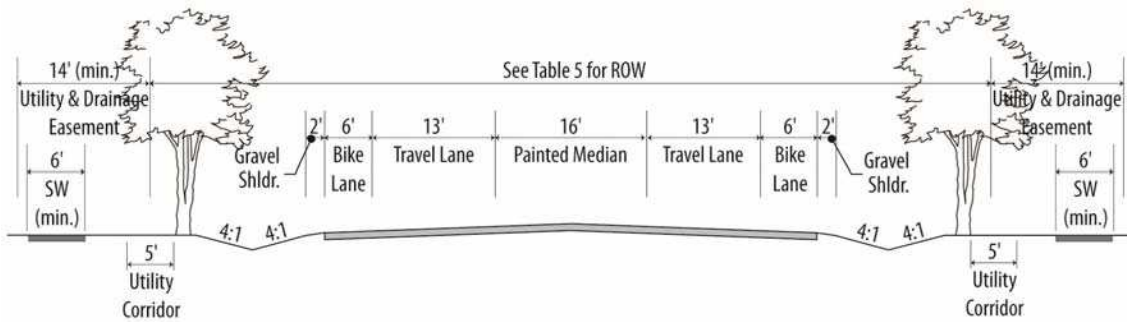 14' (min.)
Utility & Drainage
Easement
See Table 5 for ROW
14' (min.)
Utility & Drainage
Easement
2'
6'
13'
16'
13'
6'
2'
Gravel
Shldr.
Bike
Lane
Travel Lane
Painted Median
Travel Lane
Bike
Lane
Gravel
Shldr.
6'
SW
(min.)
6'
SW
(min.)
4:1
4:1
4:1
4:1
5'
Utility
Corridor
5'
Utility
Corridor